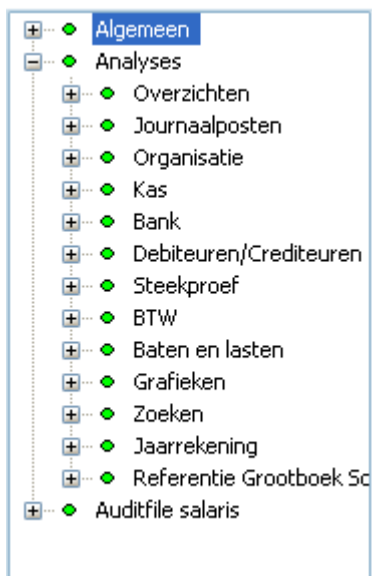 Algemeen
Analyses
Overzichten
Journaalposten
Organisatie
Kas
Bank
Debiteuren/Crediteuren
Steekproef
BTW
Baten en lasten
Grafieken
Zoeken
Jaarrekening
Referentie Grootboek Sc
Auditfile salaris